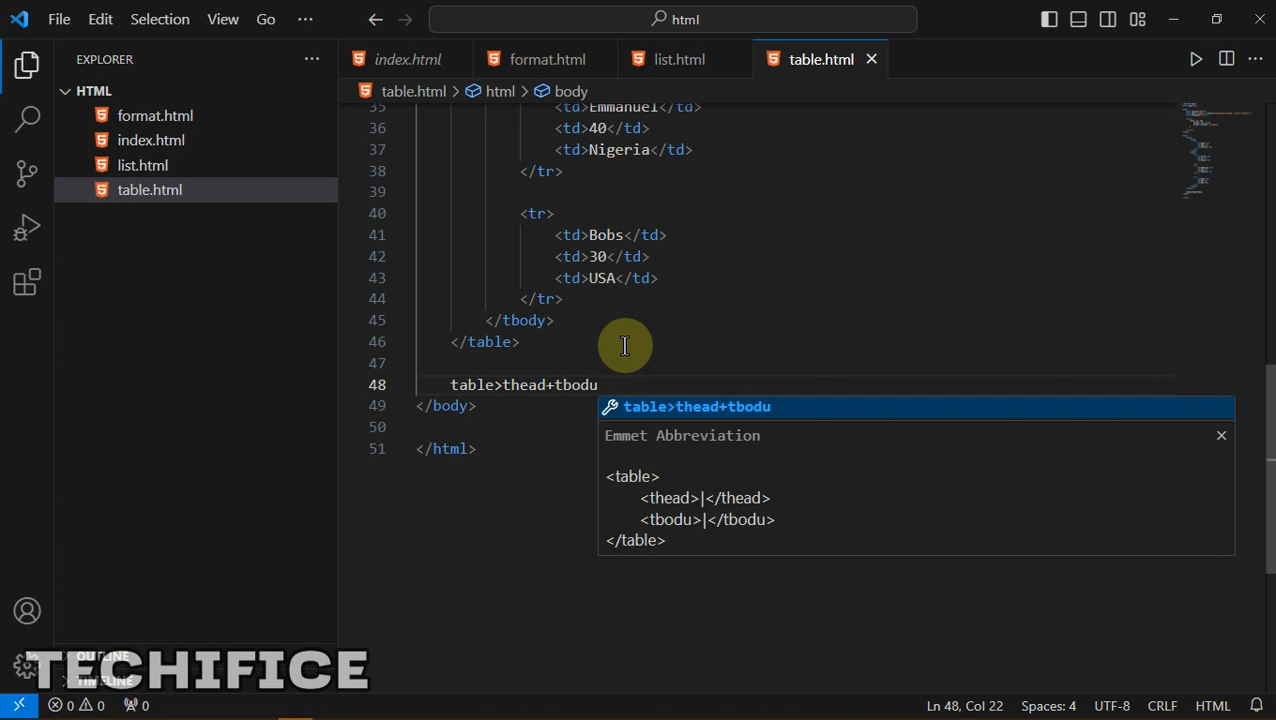 File Edit Selection View Go ··· html
EXPLORER ···
index.html format.html list.html table.html
HTML
table.html > html > body
format.html
index.html
list.html
table.html
35 <td>Emmanuel</td>
36 <td>40</td>
37 <td>Nigeria</td>
38 </tr>
39
40 <tr>
41 <td>Bobs</td>
42 <td>30</td>
43 <td>USA</td>
44 </tr>
45 </tbody>
46 </table>
47
48 table>thead+tbodu
49 </body>
50
51 </html>
table>thead+tbodu
Emmet Abbreviation
<table>
<thead>|</thead>
<tbodu>|</tbodu>
</table>
OUTLINE
TIMELINE
TECHIFICE
0 0 0 Ln 48, Col 22 Spaces: 4 UTF-8 CRLF HTML